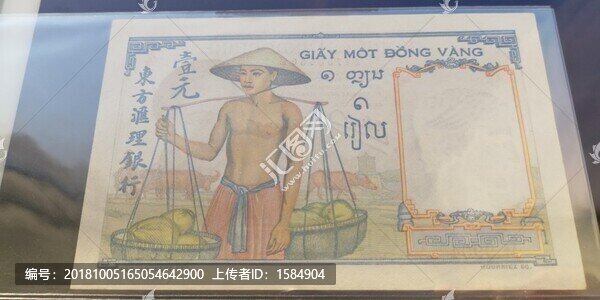 GIẤY MỘT ĐỒNG VÀNG
壹元
東方滙理銀行
១
រៀល
编号：20181005165054642900 上传者ID：1584904